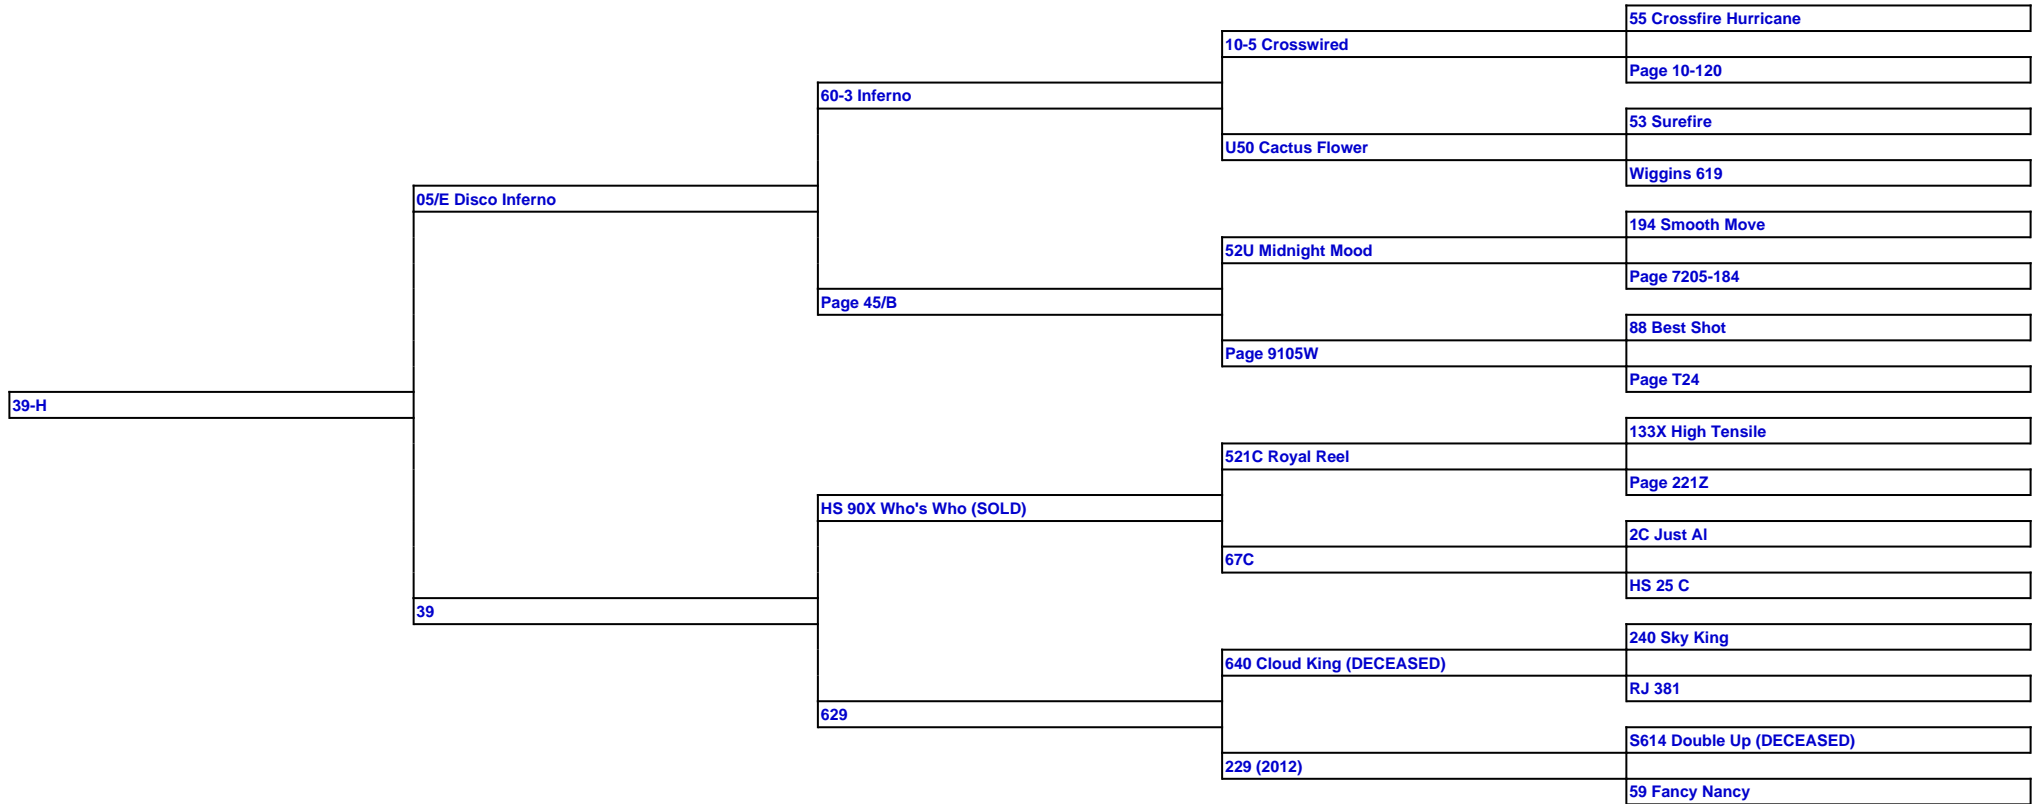 55 Crossfire Hurricane
10-5 Crosswired
Page 10-120
60-3 Inferno
53 Surefire
U50 Cactus Flower
Wiggins 619
05/E Disco Inferno
194 Smooth Move
52U Midnight Mood
Page 7205-184
Page 45/B
88 Best Shot
Page 9105W
Page T24
39-H
133X High Tensile
521C Royal Reel
Page 221Z
HS 90X Who's Who (SOLD)
2C Just Al
67C
HS 25 C
39
240 Sky King
640 Cloud King (DECEASED)
RJ 381
629
S614 Double Up (DECEASED)
229 (2012)
59 Fancy Nancy